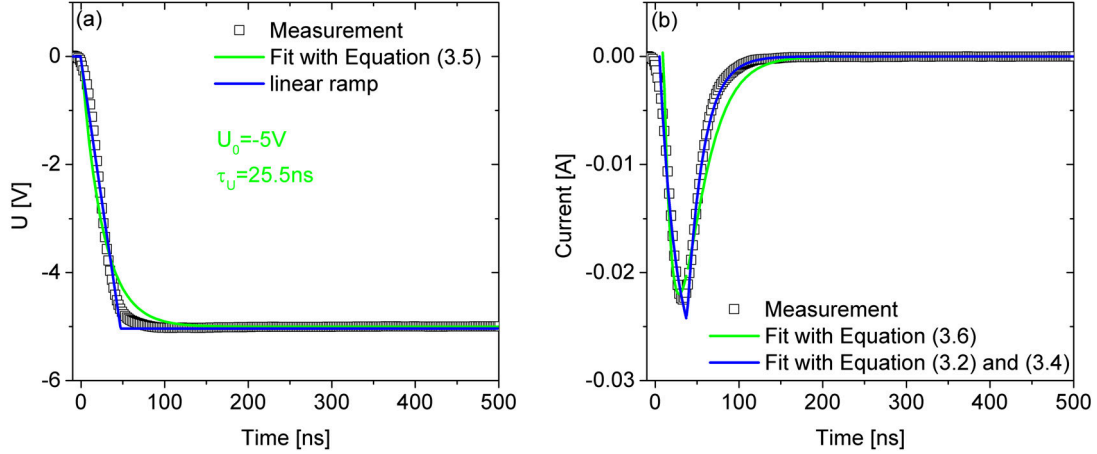 (a)
Measurement
Fit with Equation (3.5)
linear ramp
U₀=-5V
τ_U=25.5ns
0
-2
-4
-6
U [V]
0 100 200 300 400 500
Time [ns]
(b)
0.00
-0.01
-0.02
-0.03
Current [A]
Measurement
Fit with Equation (3.6)
Fit with Equation (3.2) and (3.4)
0 100 200 300 400 500
Time [ns]